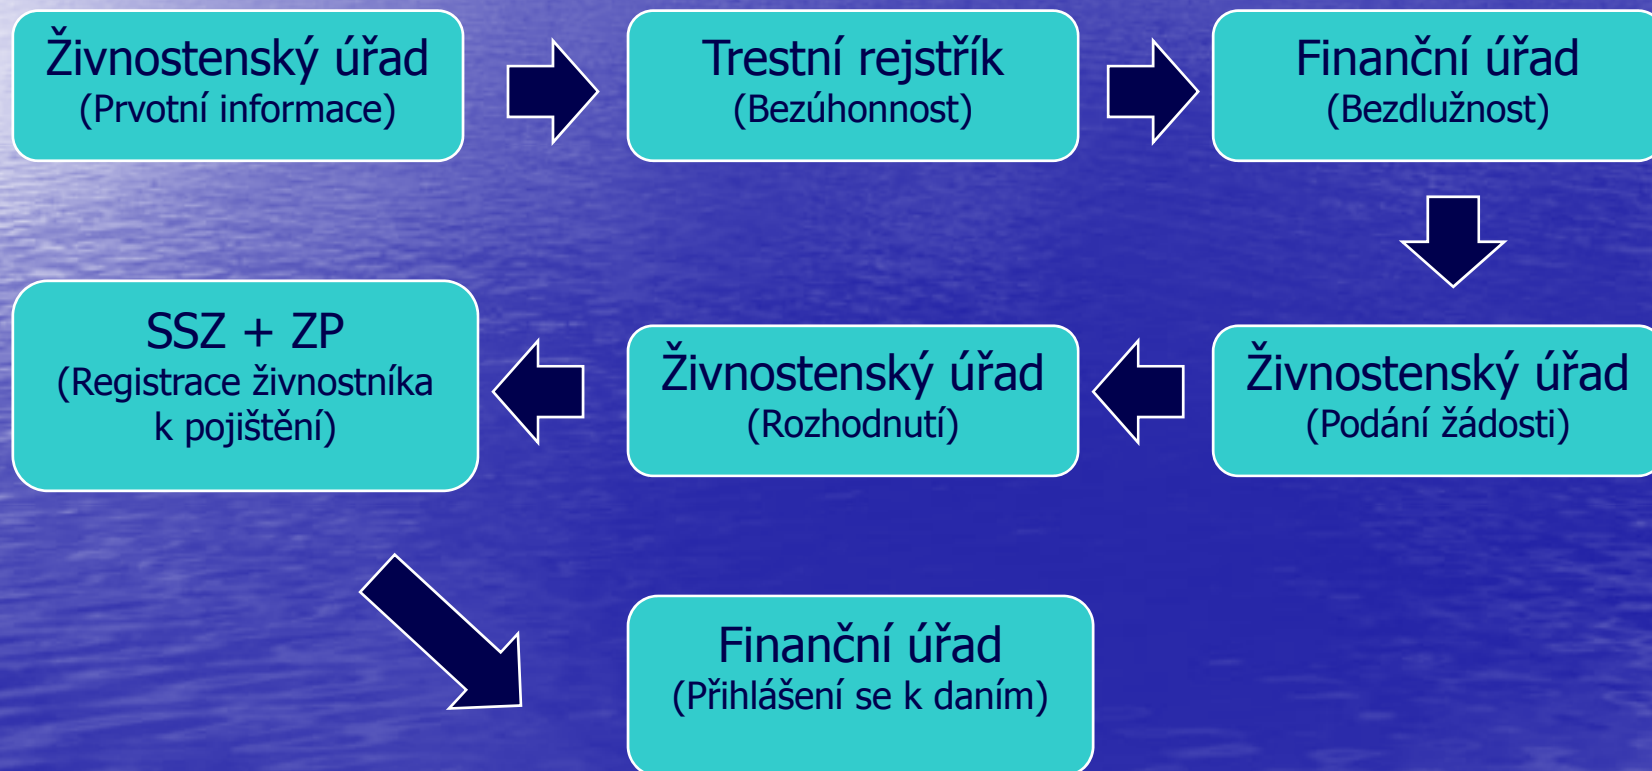 Živnostenský úřad
(Prvotní informace)
Trestní rejstřík
(Bezúhonnost)
Finanční úřad
(Bezdlužnost)
Živnostenský úřad
(Podání žádosti)
Živnostenský úřad
(Rozhodnutí)
SSZ + ZP
(Registrace živnostníka
k pojištění)
Finanční úřad
(Přihlášení se k daním)